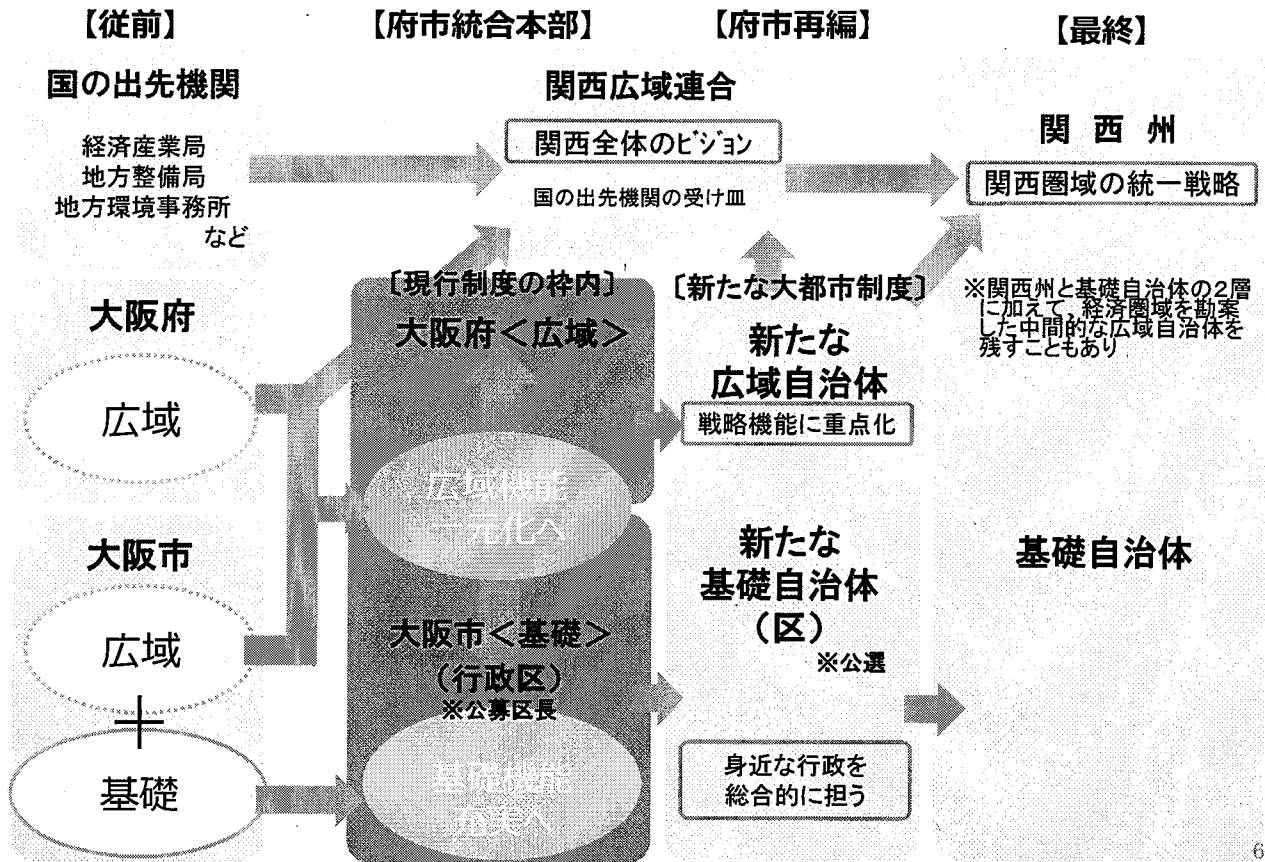 【従前】
【府市統合本部】
【府市再編】
【最終】
国の出先機関
経済産業局
地方整備局
地方環境事務所
など
関西広域連合
関西全体のﾋﾞｼﾞｮﾝ
国の出先機関の受け皿
関 西 州
関西圏域の統一戦略
※関西州と基礎自治体の2層
に加えて、経済圏域を勘案
した中間的な広域自治体を
残すこともあり
大阪府
広域
大阪市
広域
＋
基礎
〔現行制度の枠内〕
大阪府＜広域＞
広域機能
一元化へ
大阪市＜基礎＞
（行政区）
※公募区長
基礎機能
充実へ
〔新たな大都市制度〕
新たな
広域自治体
戦略機能に重点化
新たな
基礎自治体
（区）
※公選
身近な行政を
総合的に担う
基礎自治体
6